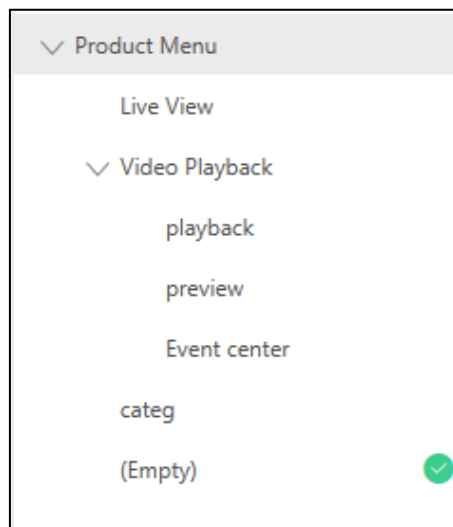 Product Menu
Live View
Video Playback
playback
preview
Event center
categ
(Empty)